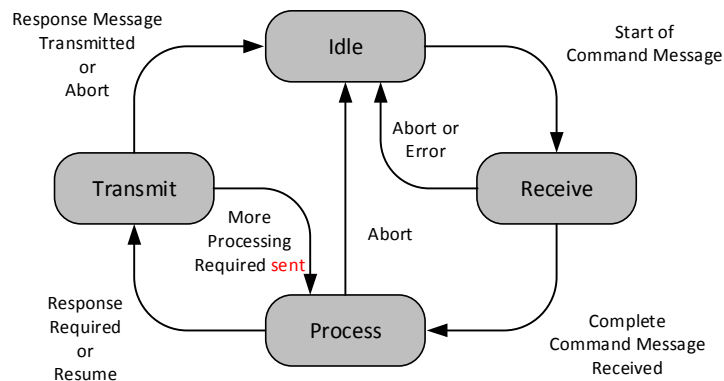 Response Message
Transmitted
or
Abort
Idle
Start of
Command Message
Abort or
Error
Transmit
Receive
More
Processing
Required sent
Abort
Response
Required
or
Resume
Process
Complete
Command Message
Received